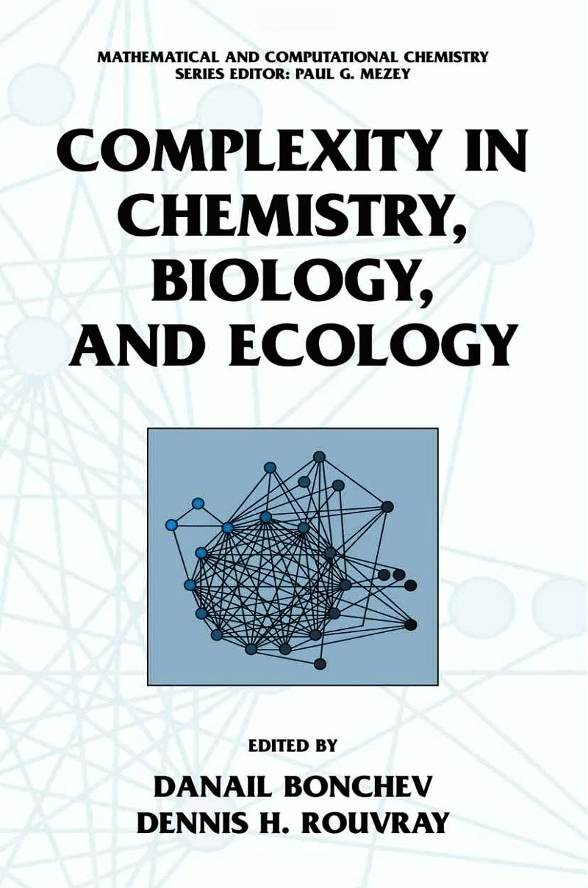 MATHEMATICAL AND COMPUTATIONAL CHEMISTRY
SERIES EDITOR: PAUL G. MEZEY
COMPLEXITY IN
CHEMISTRY,
BIOLOGY,
AND ECOLOGY
EDITED BY
DANAIL BONCHEV
DENNIS H. ROUVRAY